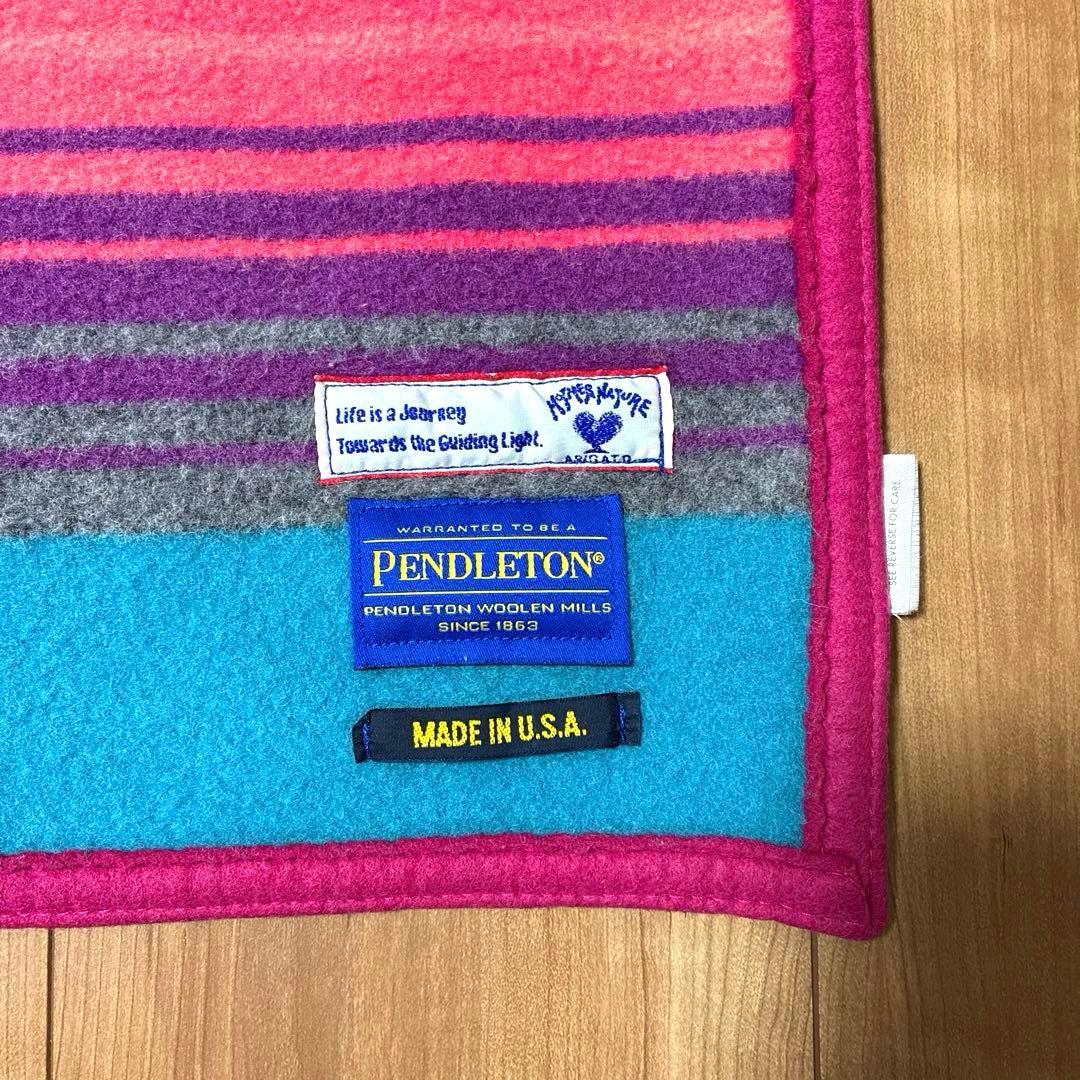 Life is a Journey
Towards the Guiding Light.
MOTHER NATURE
ARIGATO
WARRANTED TO BE A
PENDLETON®
PENDLETON WOOLEN MILLS
SINCE 1863
MADE IN U.S.A.
SEE REVERSE FOR CARE